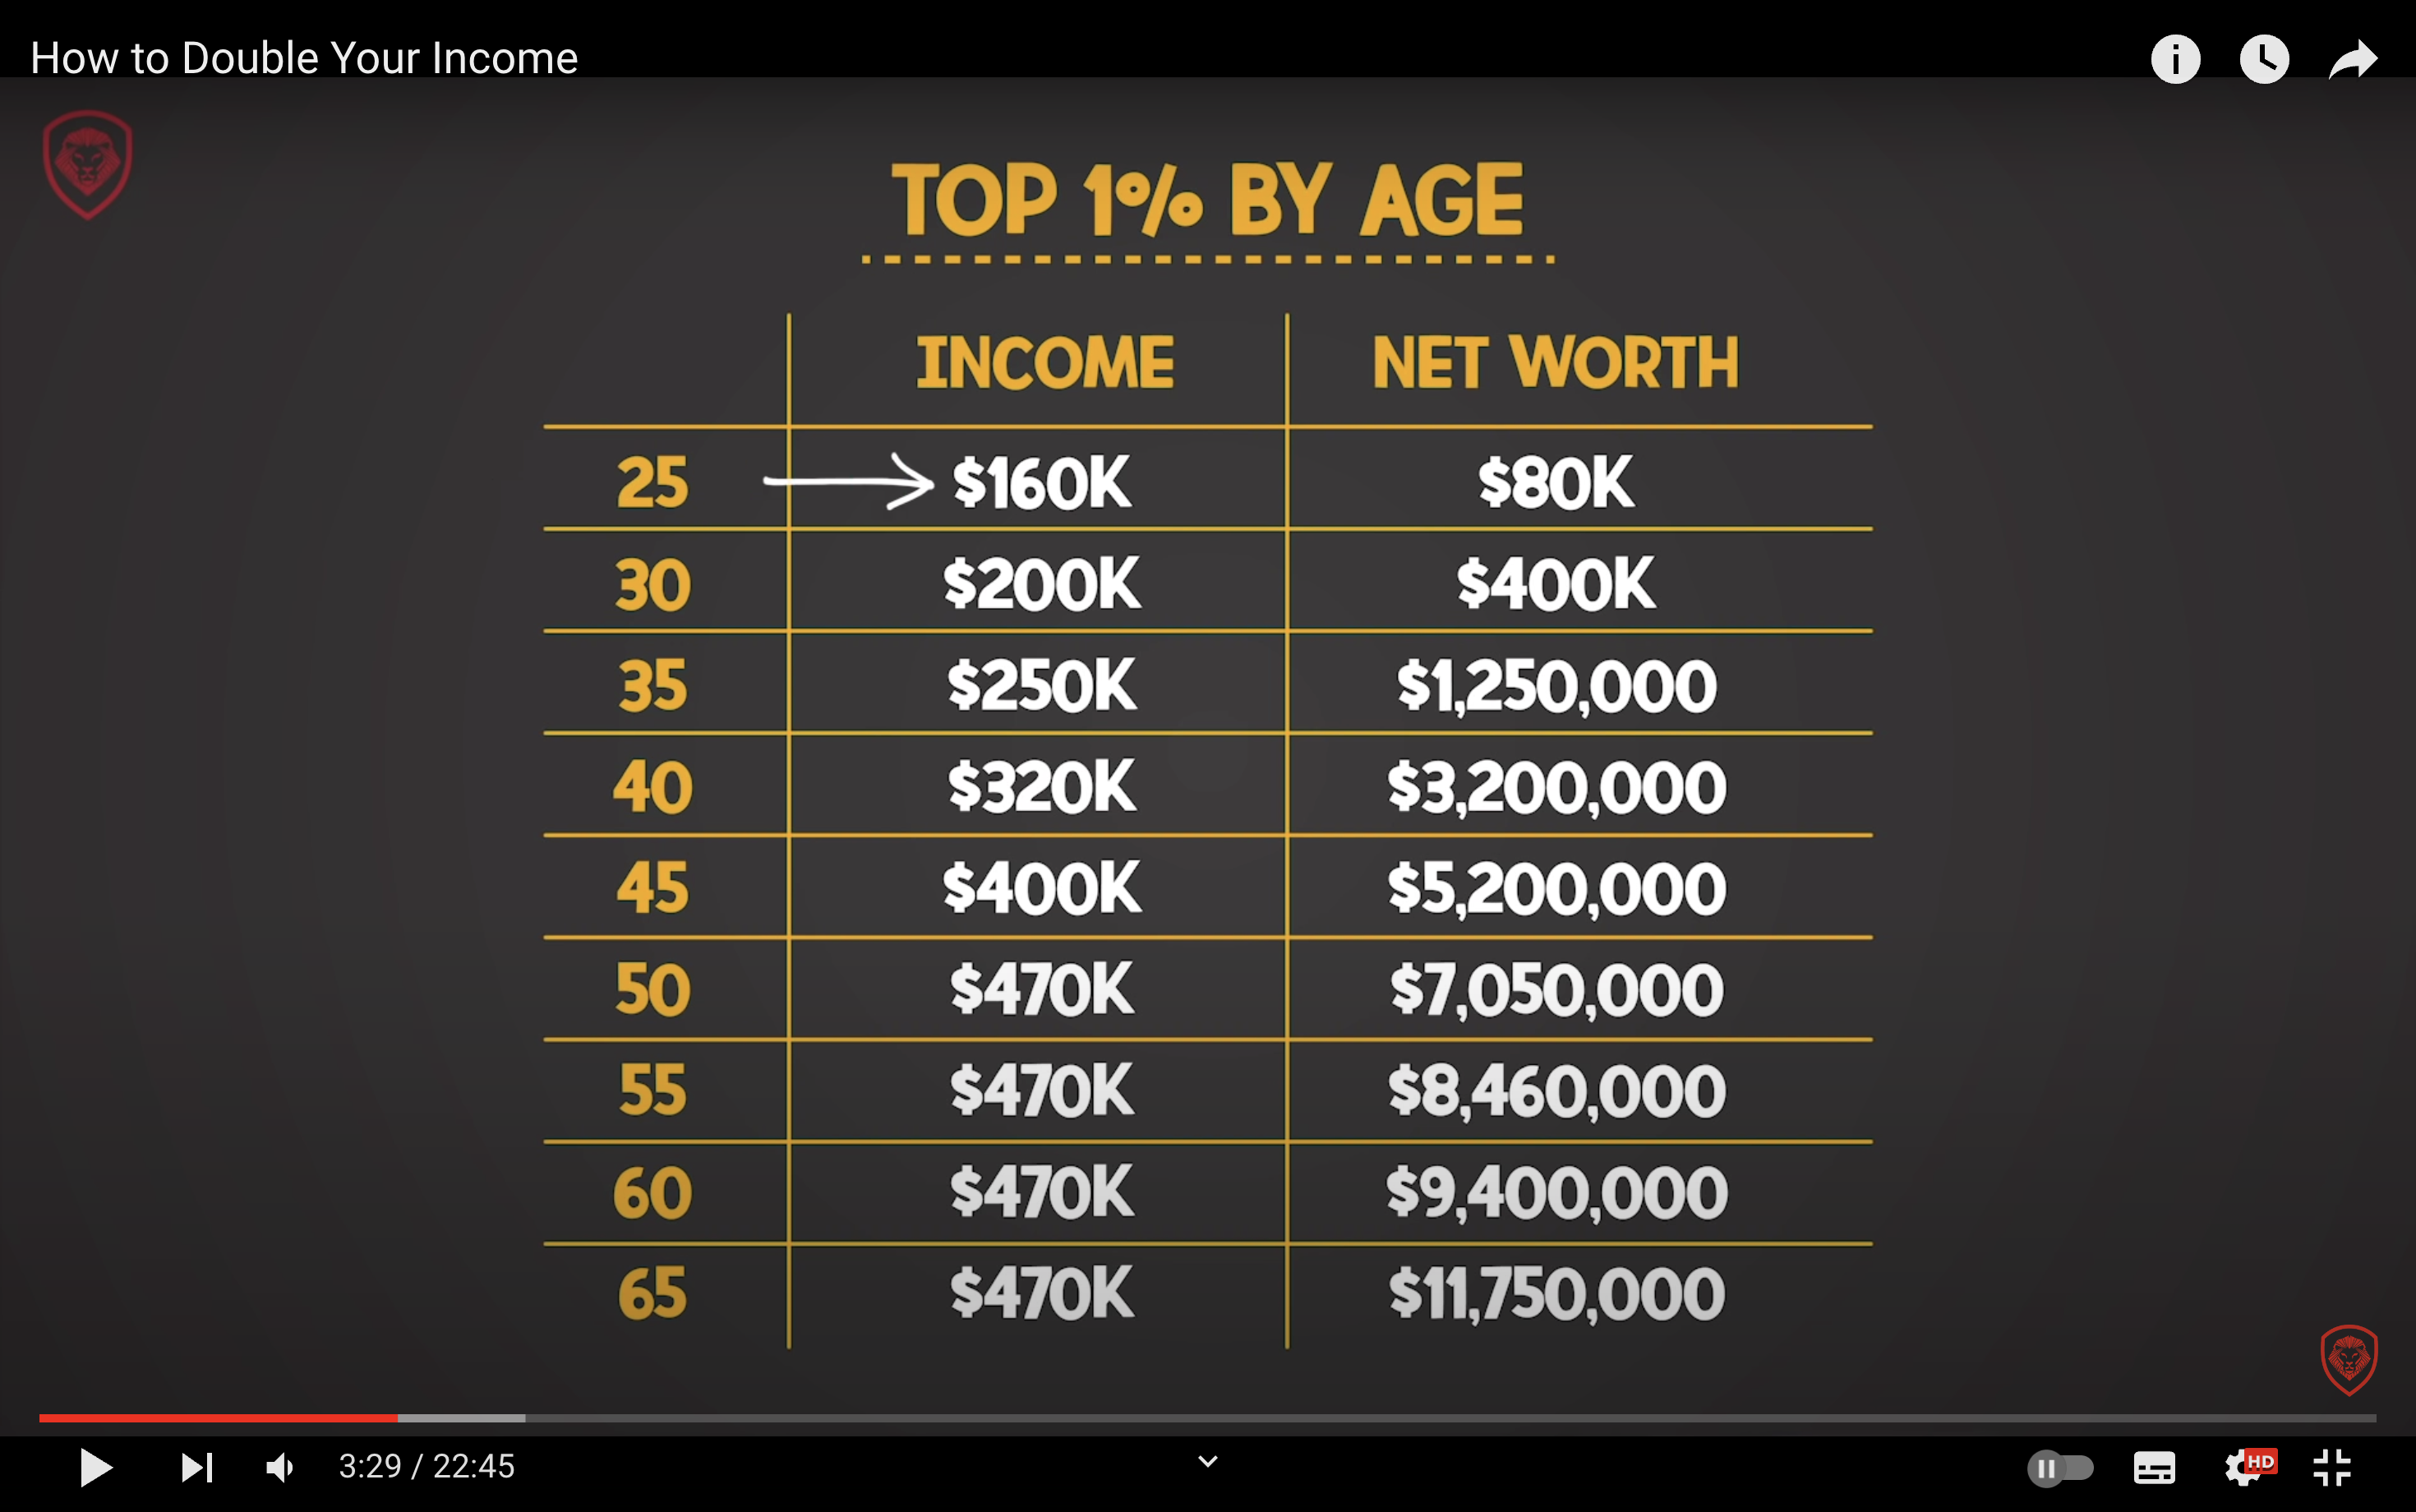 How to Double Your Income
TOP 1% BY AGE
INCOME NET WORTH
25 $160K $80K
30 $200K $400K
35 $250K $1,250,000
40 $320K $3,200,000
45 $400K $5,200,000
50 $470K $7,050,000
55 $470K $8,460,000
60 $470K $9,400,000
65 $470K $11,750,000
3:29 / 22:45 HD